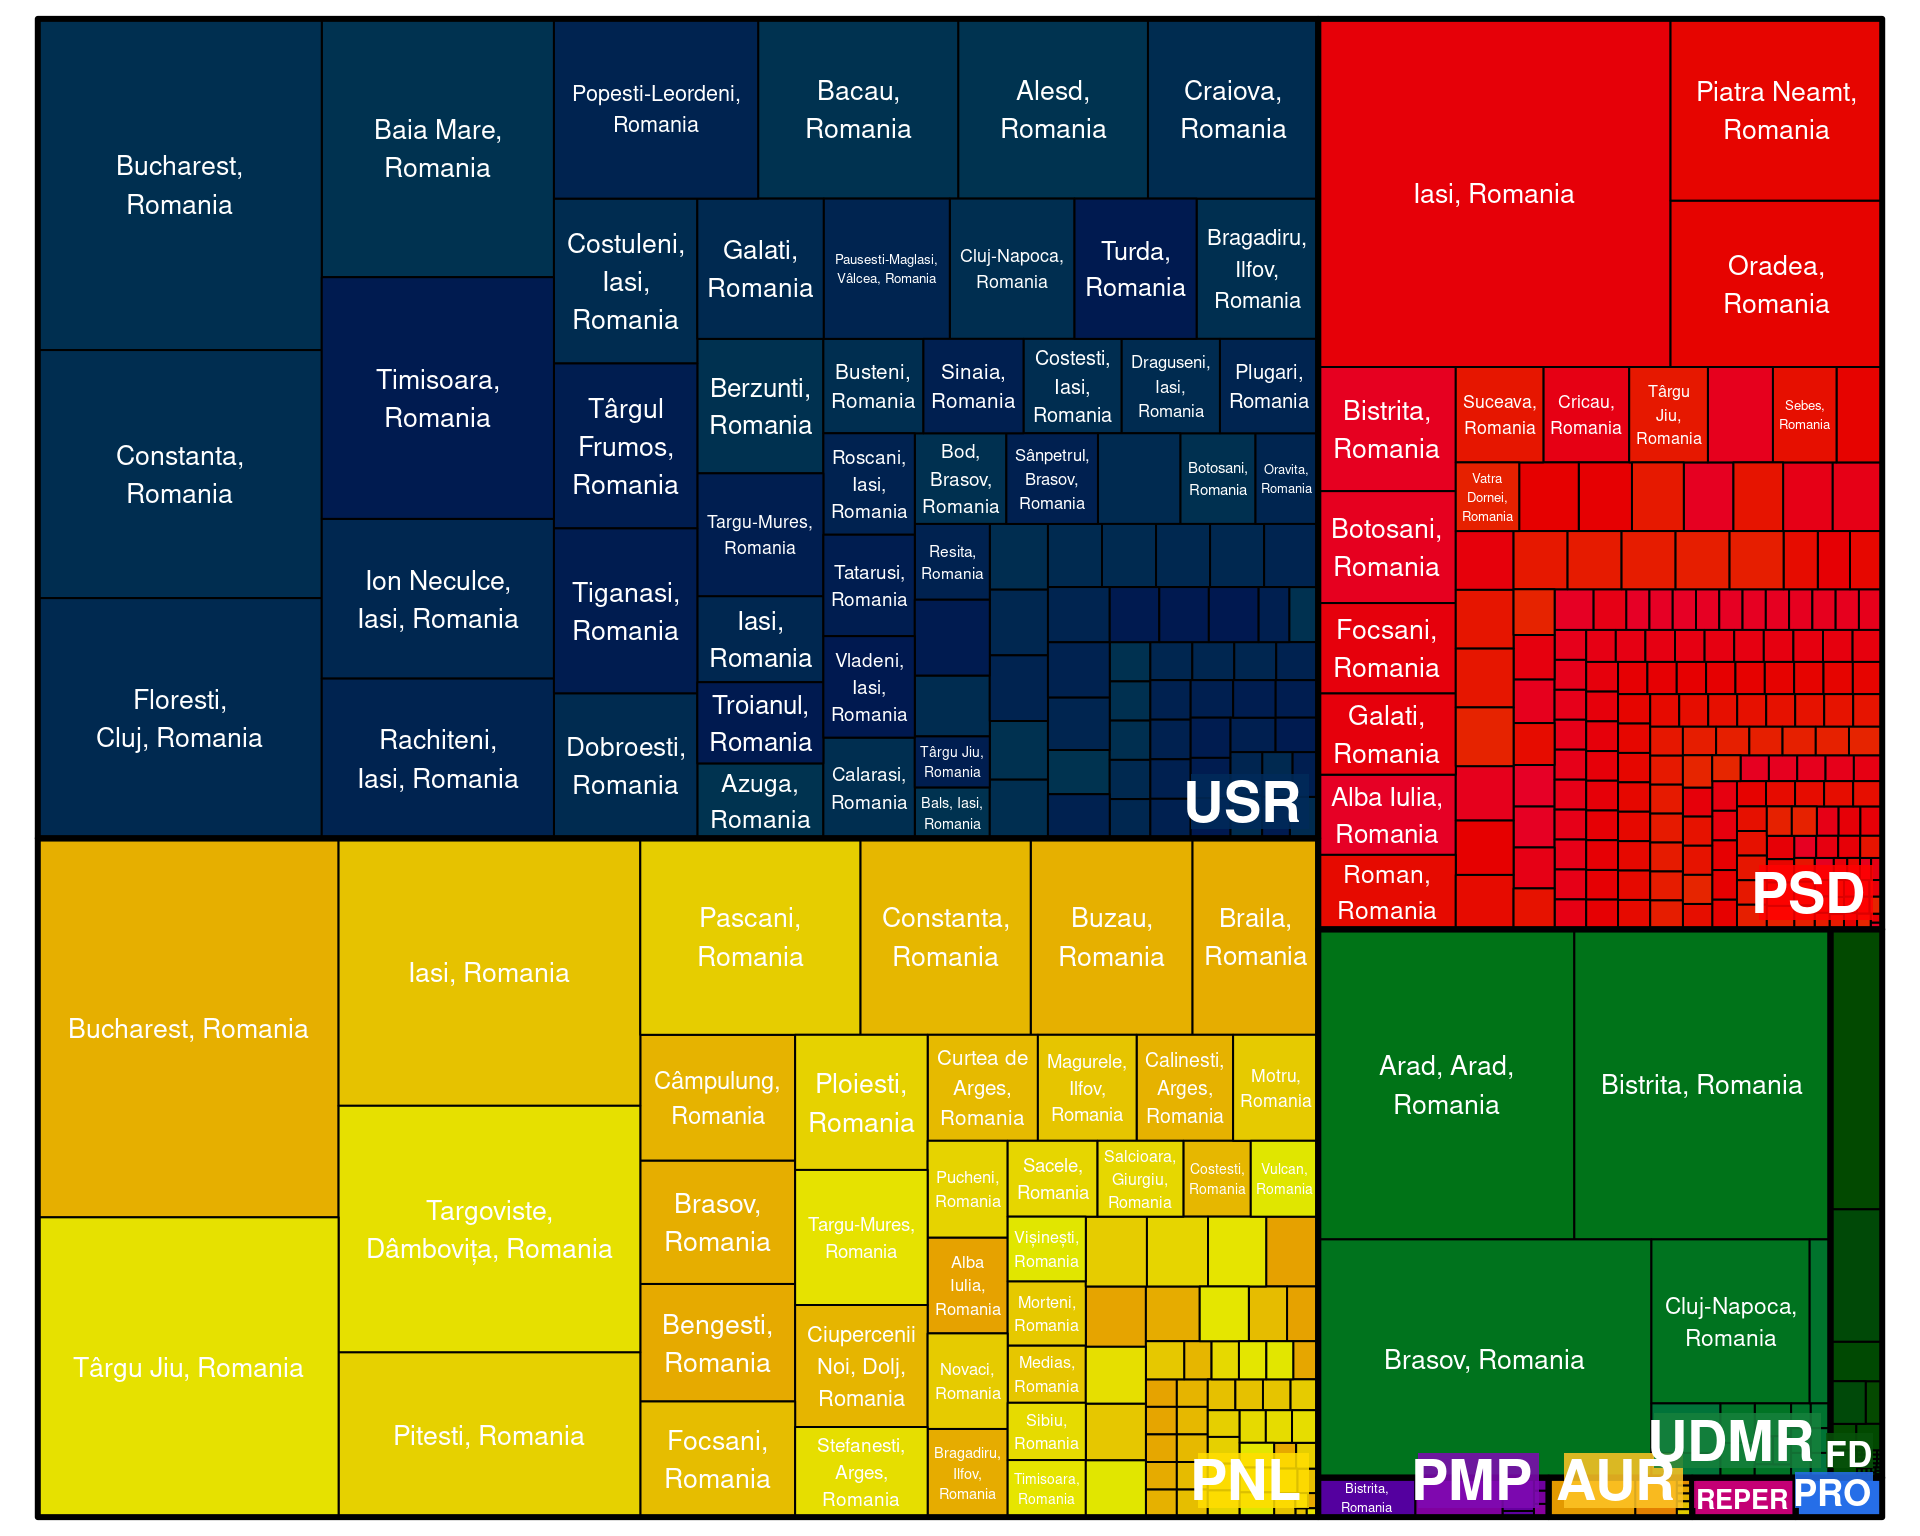 Bucharest,
Romania
Constanta,
Romania
Floresti,
Cluj, Romania
Baia Mare,
Romania
Timisoara,
Romania
Ion Neculce,
Iasi, Romania
Rachiteni,
Iasi, Romania
Popesti-Leordeni,
Romania
Bacau,
Romania
Alesd,
Romania
Craiova,
Romania
Costuleni,
Iasi,
Romania
Târgul
Frumos,
Romania
Tiganasi,
Romania
Dobroesti,
Romania
Galati,
Romania
Berzunti,
Romania
Targu-Mures,
Romania
Iasi,
Romania
Troianul,
Romania
Azuga,
Romania
Pausesti-Maglasi,
Vâlcea, Romania
Cluj-Napoca,
Romania
Turda,
Romania
Bragadiru,
Ilfov,
Romania
Busteni,
Romania
Sinaia,
Romania
Costesti,
Iasi,
Romania
Draguseni,
Iasi,
Romania
Plugari,
Romania
Roscani,
Iasi,
Romania
Tatarusi,
Romania
Vladeni,
Iasi,
Romania
Calarasi,
Romania
Bod,
Brasov,
Romania
Sânpetrul,
Brasov,
Romania
Botosani,
Romania
Oravita,
Romania
Resita,
Romania
Târgu Jiu,
Romania
Bals, Iasi,
Romania
USR
Iasi, Romania
Piatra Neamt,
Romania
Oradea,
Romania
Bistrita,
Romania
Botosani,
Romania
Focsani,
Romania
Galati,
Romania
Alba Iulia,
Romania
Roman,
Romania
Suceava,
Romania
Cricau,
Romania
Târgu
Jiu,
Romania
Sebes,
Romania
Vatra
Dornei,
Romania
PSD
Bucharest, Romania
Târgu Jiu, Romania
Iasi, Romania
Targoviste,
Dâmbovița, Romania
Pitesti, Romania
Pascani,
Romania
Constanta,
Romania
Buzau,
Romania
Braila,
Romania
Câmpulung,
Romania
Brasov,
Romania
Bengesti,
Romania
Focsani,
Romania
Ploiesti,
Romania
Targu-Mures,
Romania
Ciupercenii
Noi, Dolj,
Romania
Stefanesti,
Arges,
Romania
Curtea de
Arges,
Romania
Magurele,
Ilfov,
Romania
Calinesti,
Arges,
Romania
Motru,
Romania
Pucheni,
Romania
Alba
Iulia,
Romania
Novaci,
Romania
Bragadiru,
Ilfov,
Romania
Sacele,
Romania
Salcioara,
Giurgiu,
Romania
Costesti,
Romania
Vulcan,
Romania
Vișinești,
Romania
Morteni,
Romania
Medias,
Romania
Sibiu,
Romania
Timisoara,
Romania
PNL
Arad, Arad,
Romania
Bistrita, Romania
Brasov, Romania
Cluj-Napoca,
Romania
UDMR
FD
Bistrita,
Romania
PMP
AUR
REPER
PRO